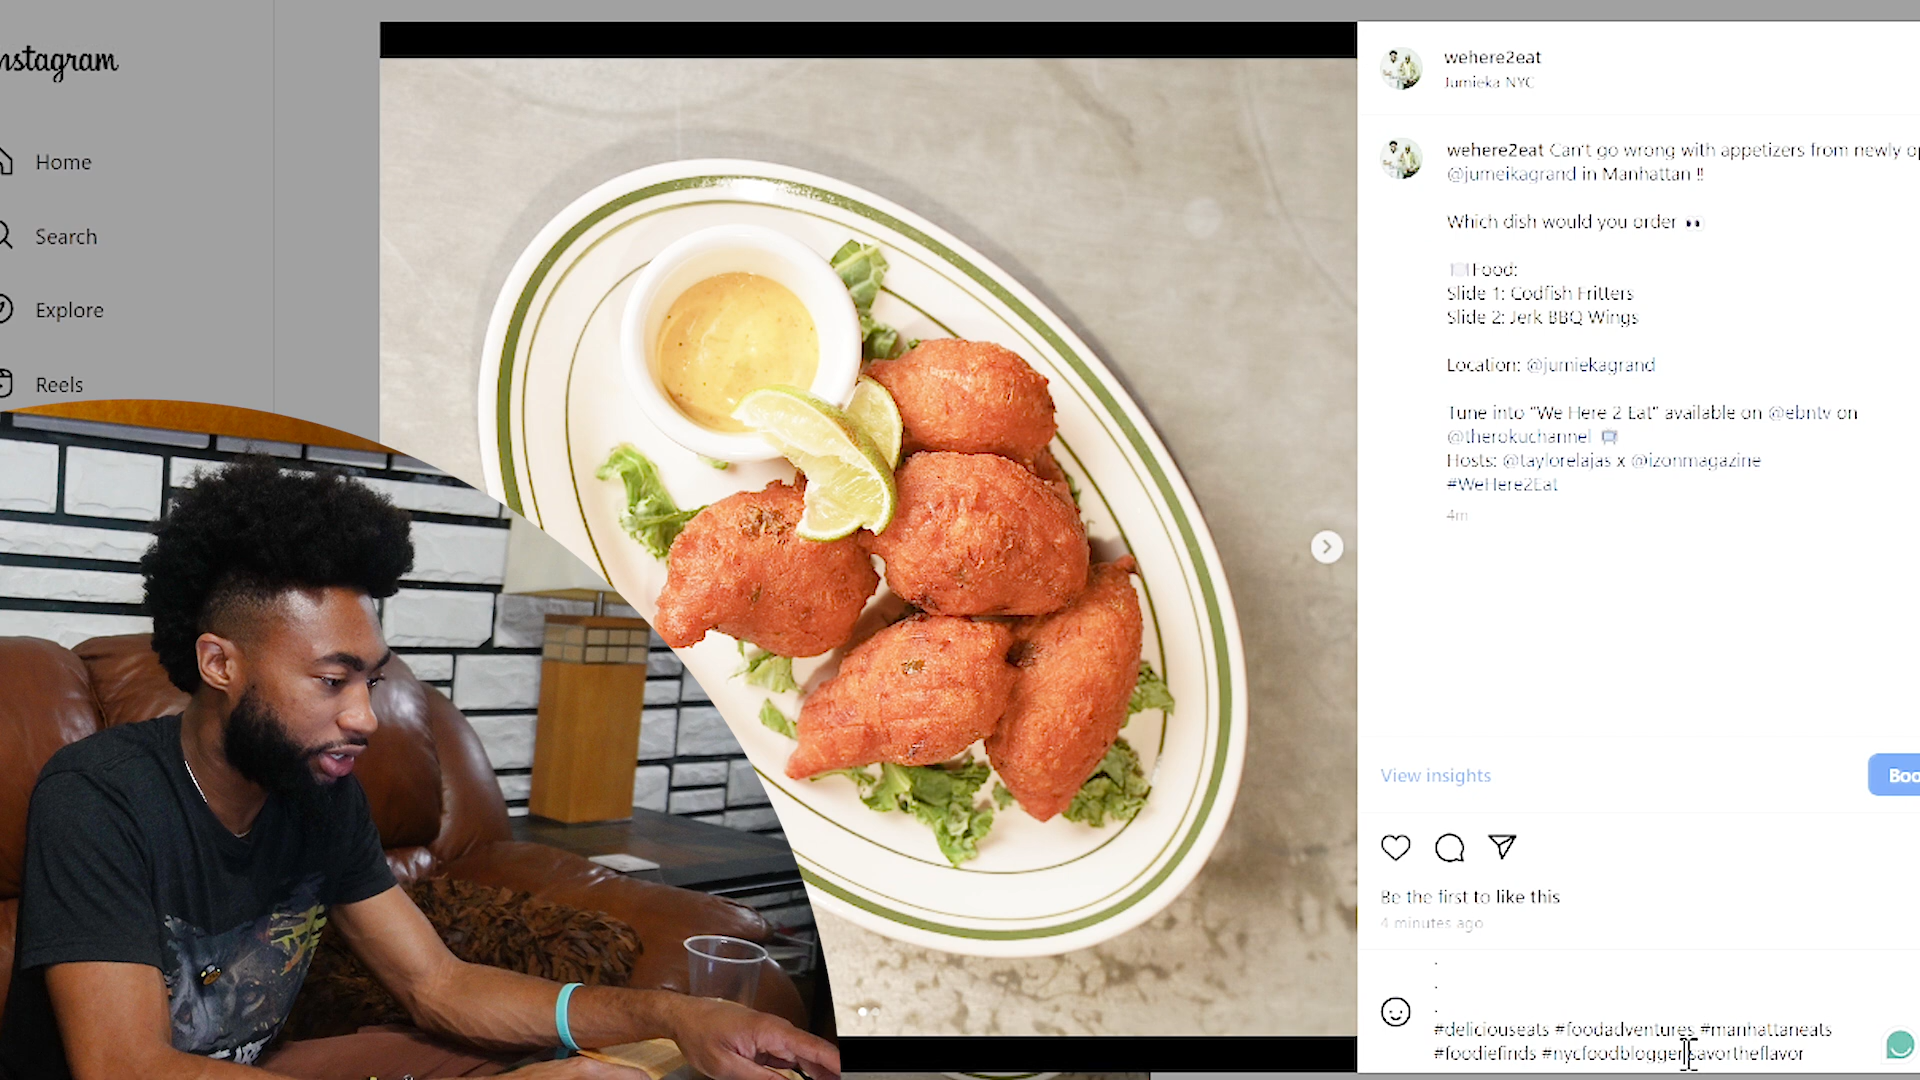 nstagram
Home
Search
Explore
Reels
wehere2eat
Jumieka NYC
wehere2eat Can't go wrong with appetizers from newly op
@jumeikagrand in Manhattan ‼
Which dish would you order 👀
🍽️Food:
Slide 1: Codfish Fritters
Slide 2: Jerk BBQ Wings
Location: @jumiekagrand
Tune into "We Here 2 Eat" available on @ebntv on
@therokuchannel 📺
Hosts: @taylorelajas x @izonmagazine
#WeHere2Eat
4m
View insights
Boo
Be the first to like this
4 minutes ago
.
.
.
#deliciouseats #foodadventures #manhattaneats
#foodiefinds #nycfoodblogger savortheflavor